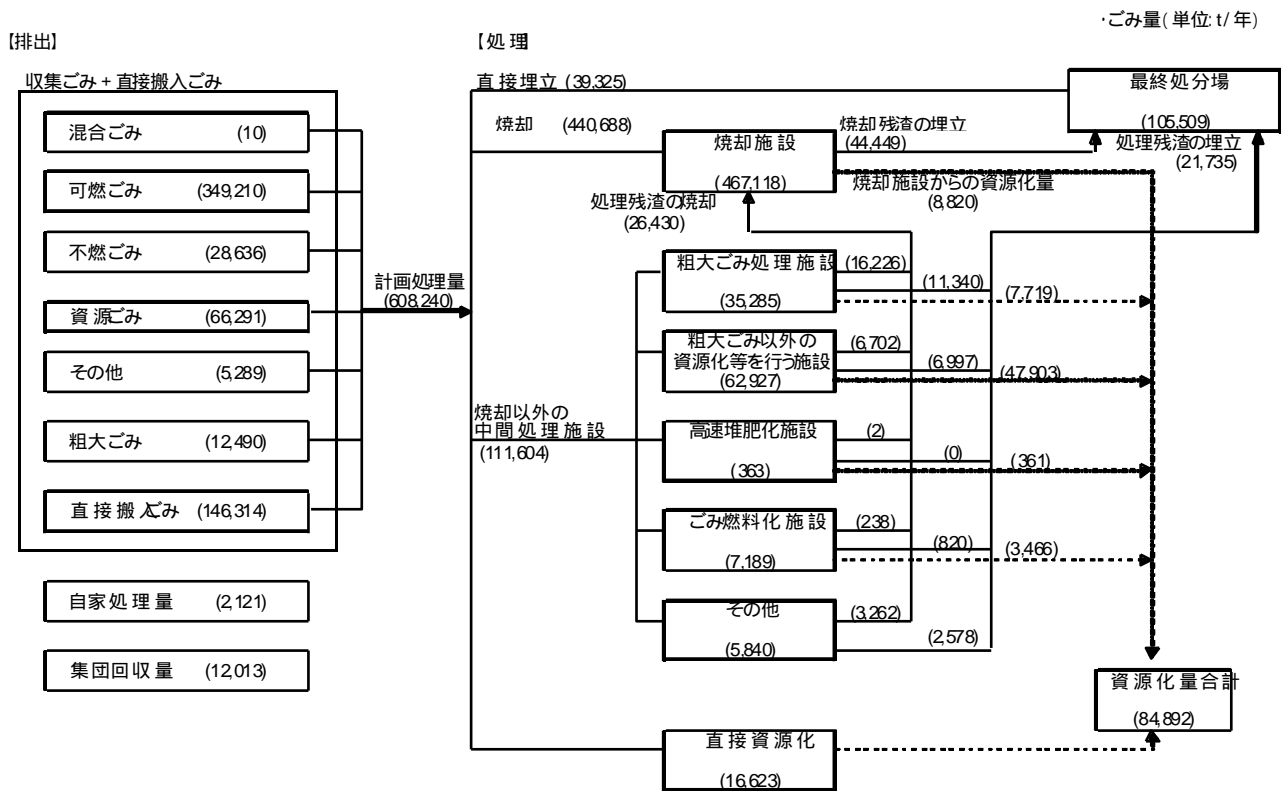 ・ごみ量(単位:t/年)
【排出】
【処理】
収集ごみ+直接搬入ごみ
混合ごみ (10)
可燃ごみ (349,210)
不燃ごみ (28,636)
資源ごみ (66,291)
その他 (5,289)
粗大ごみ (12,490)
直接搬入ごみ (146,314)
自家処理量 (2,121)
集団回収量 (12,013)
計画処理量
(608,240)
直接埋立 (39,325)
焼却 (440,688)
焼却施設
(467,118)
焼却残渣の埋立
(44,449)
最終処分場
(105,509)
処理残渣の埋立
(21,735)
焼却施設からの資源化量
(8,820)
処理残渣の焼却
(26,430)
焼却以外の
中間処理施設
(111,604)
粗大ごみ処理施設
(35,285)
(16,226)
(11,340)
(7,719)
粗大ごみ以外の
資源化等を行う施設
(62,927)
(6,702)
(6,997)
(47,903)
高速堆肥化施設
(363)
(2)
(0)
(361)
ごみ燃料化施設
(7,189)
(238)
(820)
(3,466)
その他
(5,840)
(3,262)
(2,578)
直接資源化
(16,623)
資源化量合計
(84,892)